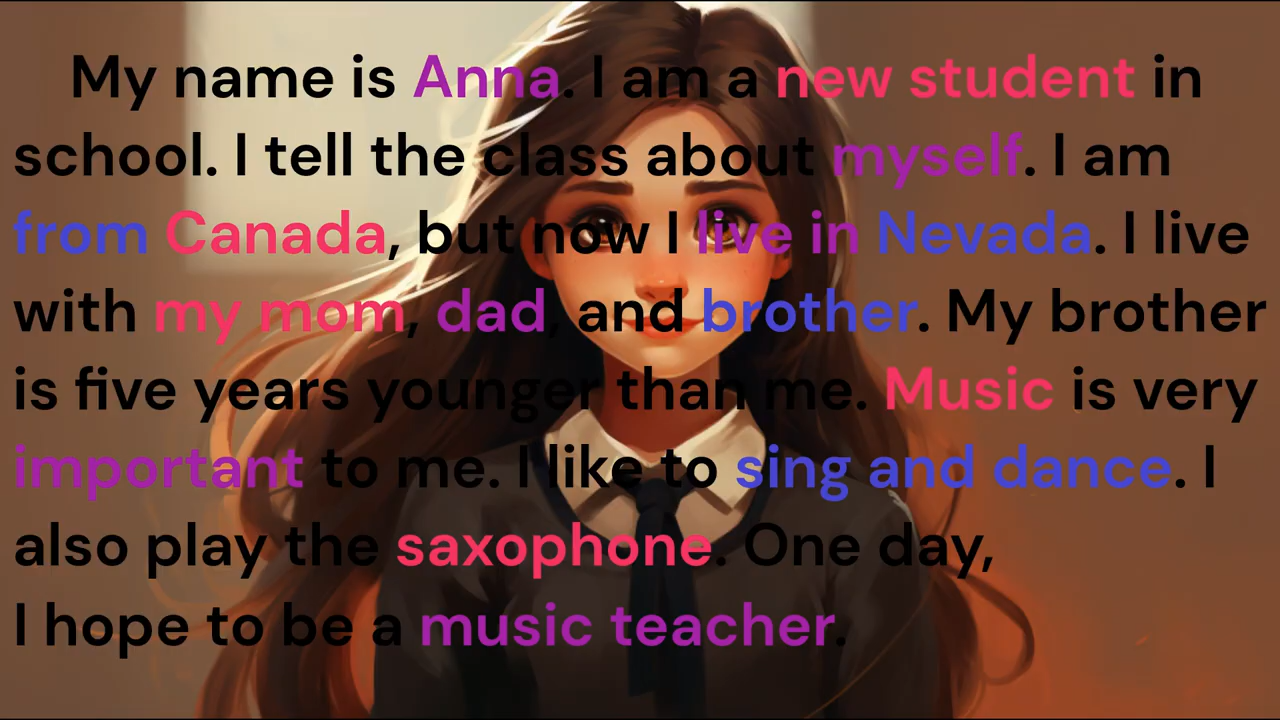 My name is Anna. I am a new student in
school. I tell the class about myself. I am
from Canada, but now I live in Nevada. I live
with my mom, dad, and brother. My brother
is five years younger than me. Music is very
important to me. I like to sing and dance. I
also play the saxophone. One day,
I hope to be a music teacher.